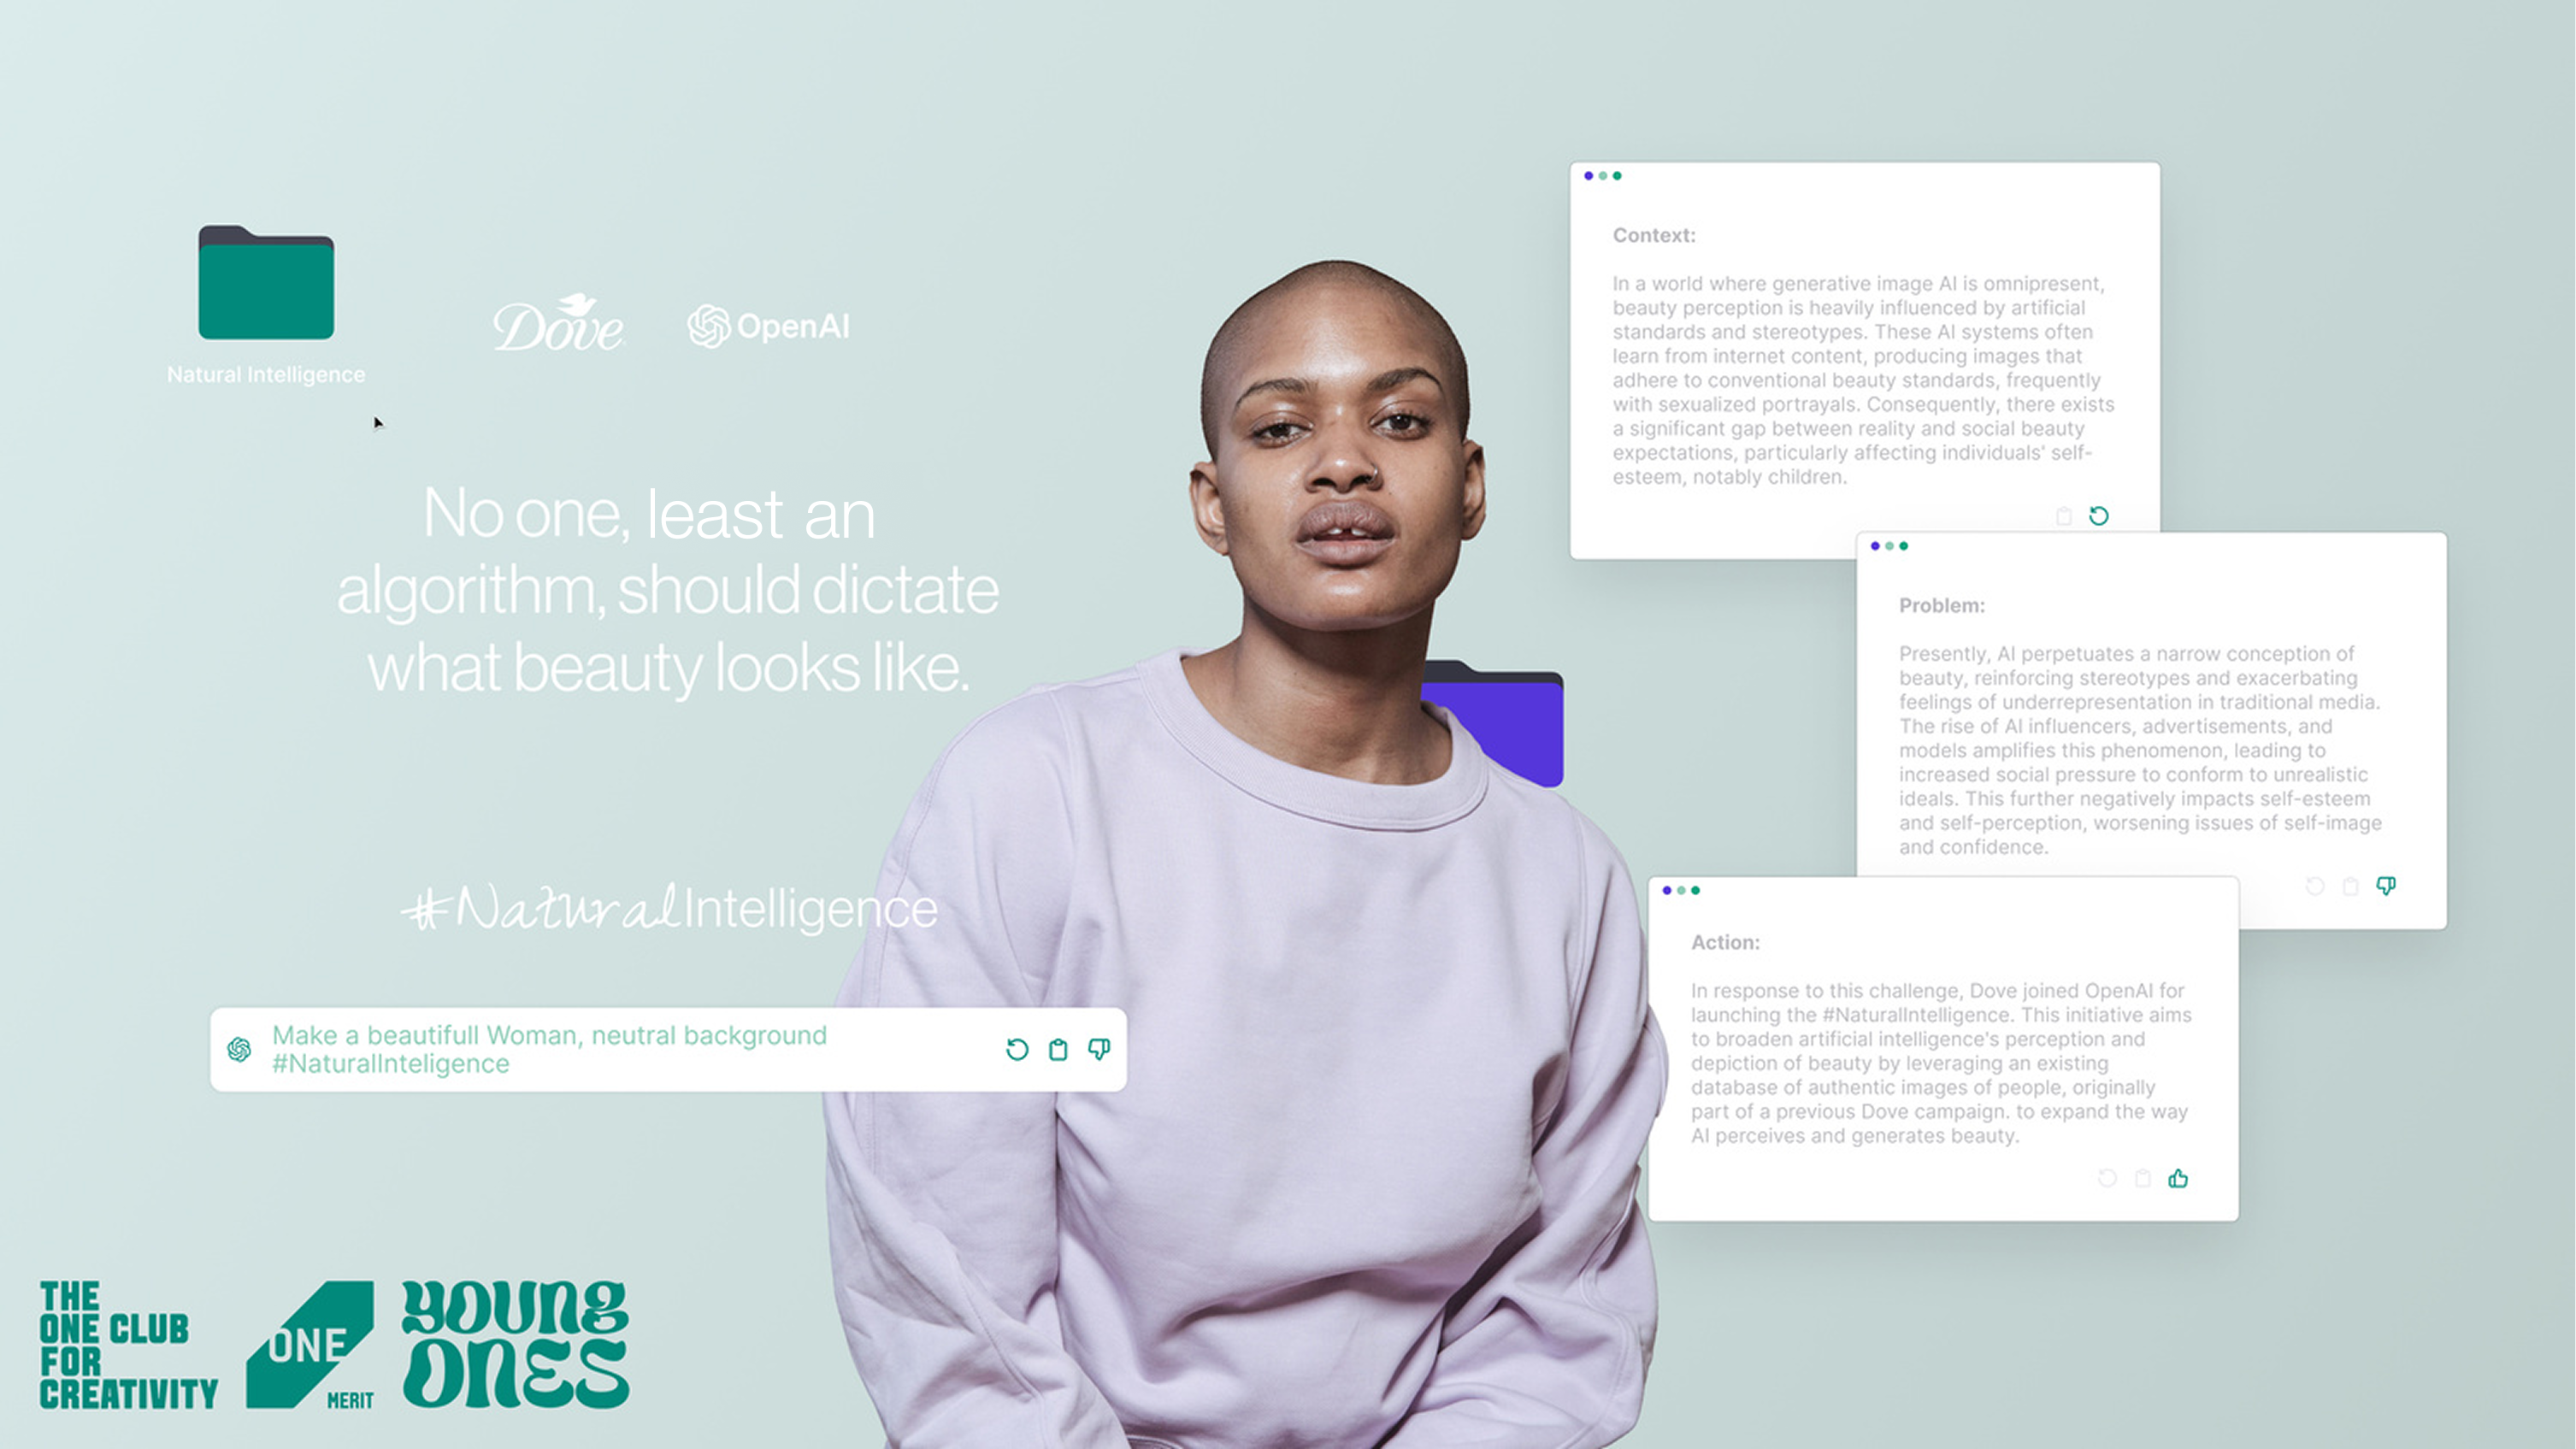 Natural Intelligence
Dove
OpenAI
No one, least an
algorithm, should dictate
what beauty looks like.
#NaturalIntelligence
Make a beautifull Woman, neutral background
#NaturalInteligence
Context:
In a world where generative image AI is omnipresent,
beauty perception is heavily influenced by artificial
standards and stereotypes. These AI systems often
learn from internet content, producing images that
adhere to conventional beauty standards, frequently
with sexualized portrayals. Consequently, there exists
a significant gap between reality and social beauty
expectations, particularly affecting individuals' self-
esteem, notably children.
Problem:
Presently, AI perpetuates a narrow conception of
beauty, reinforcing stereotypes and exacerbating
feelings of underrepresentation in traditional media.
The rise of AI influencers, advertisements, and
models amplifies this phenomenon, leading to
increased social pressure to conform to unrealistic
ideals. This further negatively impacts self-esteem
and self-perception, worsening issues of self-image
and confidence.
Action:
In response to this challenge, Dove joined OpenAI for
launching the #NaturalIntelligence. This initiative aims
to broaden artificial intelligence's perception and
depiction of beauty by leveraging an existing
database of authentic images of people, originally
part of a previous Dove campaign. to expand the way
AI perceives and generates beauty.
THE
ONE CLUB
FOR
CREATIVITY
ONE
MERIT
YOUNG
ONES